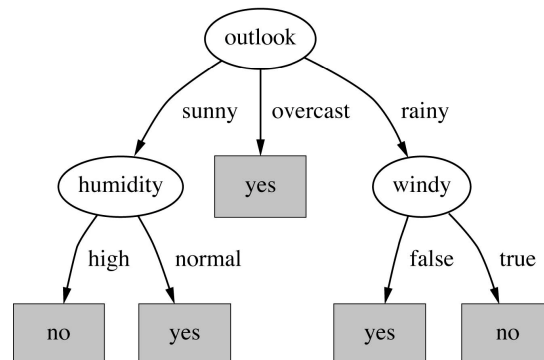 outlook
sunny overcast rainy
humidity yes windy
high normal false true
no yes yes no